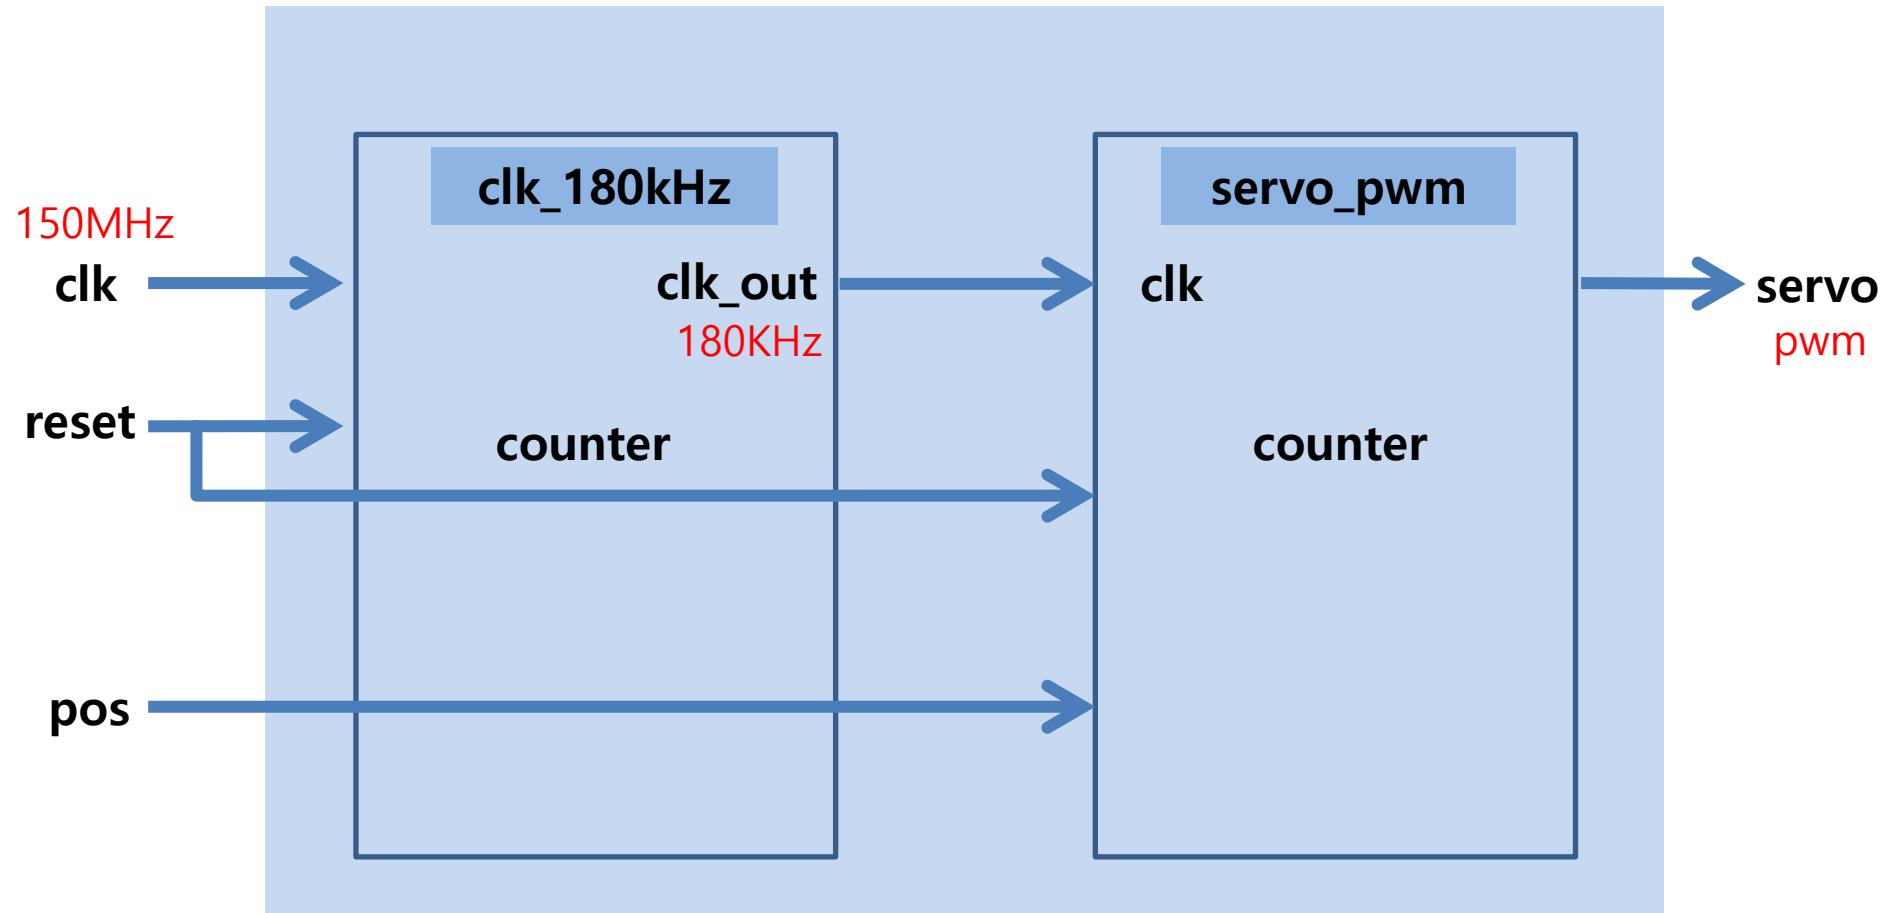 clk_180kHz
servo_pwm
150MHz
clk
clk_out
clk
servo
180KHz
pwm
reset
counter
counter
pos